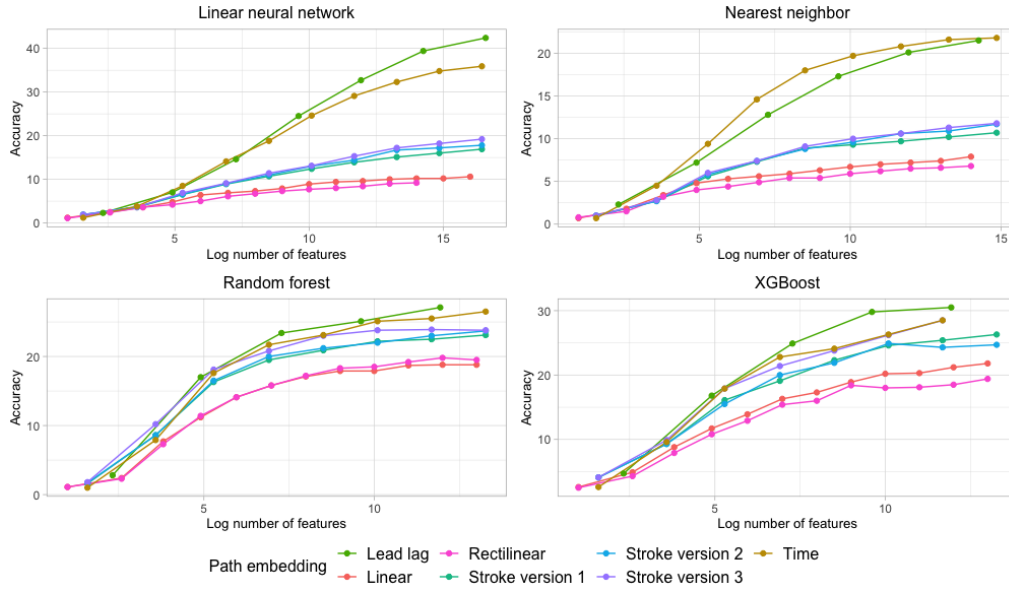 Linear neural network
Nearest neighbor
Accuracy
40
30
20
10
0
5
10
15
Log number of features
Accuracy
20
15
10
5
0
5
10
15
Log number of features
Random forest
XGBoost
Accuracy
20
10
0
5
10
Log number of features
Accuracy
30
20
10
5
10
Log number of features
Path embedding
Lead lag
Rectilinear
Stroke version 2
Time
Linear
Stroke version 1
Stroke version 3